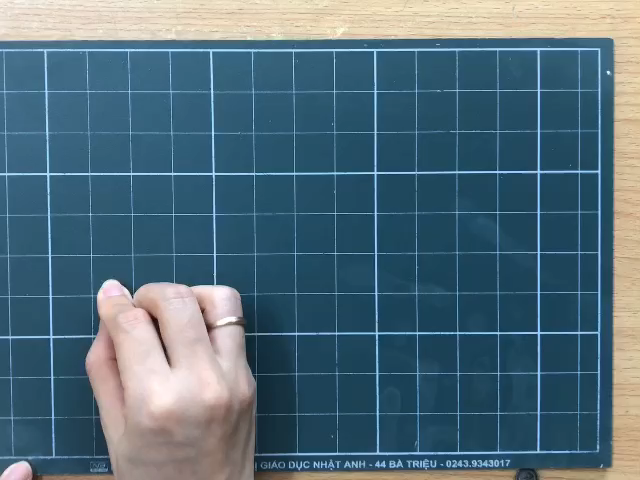 GIÁO DỤC NHẬT ANH - 44 BÀ TRIỆU - 0243.9343017